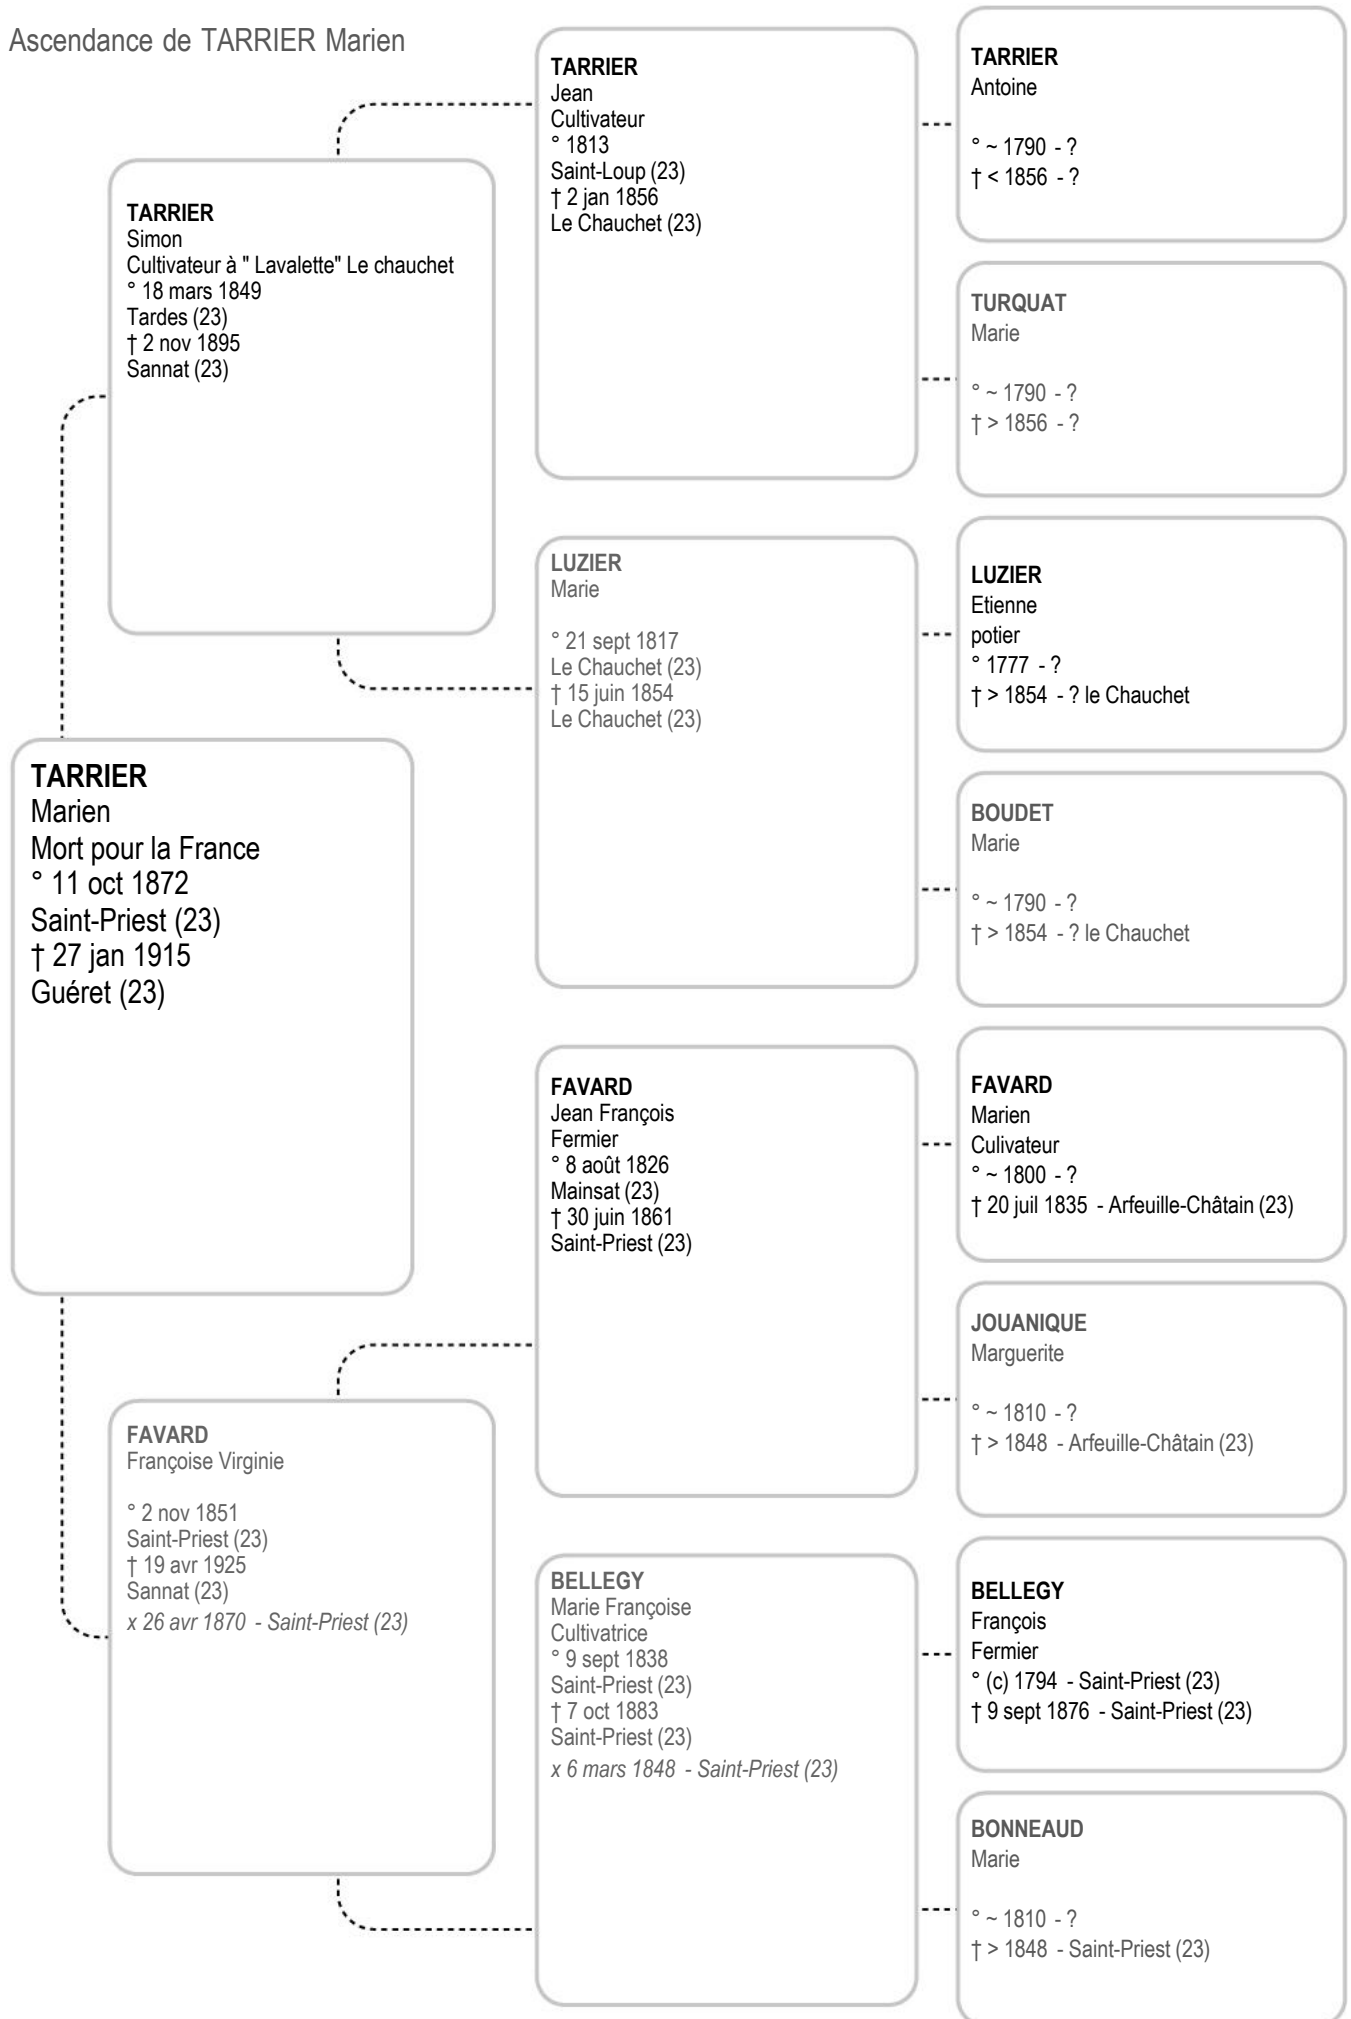 Ascendance de TARRIER Marien
TARRIER
Marien
Mort pour la France
° 11 oct 1872
Saint-Priest (23)
† 27 jan 1915
Guéret (23)
TARRIER
Simon
Cultivateur à " Lavalette" Le chauchet
° 18 mars 1849
Tardes (23)
† 2 nov 1895
Sannat (23)
FAVARD
Françoise Virginie
° 2 nov 1851
Saint-Priest (23)
† 19 avr 1925
Sannat (23)
x 26 avr 1870 - Saint-Priest (23)
TARRIER
Jean
Cultivateur
° 1813
Saint-Loup (23)
† 2 jan 1856
Le Chauchet (23)
LUZIER
Marie
° 21 sept 1817
Le Chauchet (23)
† 15 juin 1854
Le Chauchet (23)
FAVARD
Jean François
Fermier
° 8 août 1826
Mainsat (23)
† 30 juin 1861
Saint-Priest (23)
BELLEGY
Marie Françoise
Cultivatrice
° 9 sept 1838
Saint-Priest (23)
† 7 oct 1883
Saint-Priest (23)
x 6 mars 1848 - Saint-Priest (23)
TARRIER
Antoine
° ~ 1790 - ?
† < 1856 - ?
TURQUAT
Marie
° ~ 1790 - ?
† > 1856 - ?
LUZIER
Etienne
potier
° 1777 - ?
† > 1854 - ? le Chauchet
BOUDET
Marie
° ~ 1790 - ?
† > 1854 - ? le Chauchet
FAVARD
Marien
Culivateur
° ~ 1800 - ?
† 20 juil 1835 - Arfeuille-Châtain (23)
JOUANIQUE
Marguerite
° ~ 1810 - ?
† > 1848 - Arfeuille-Châtain (23)
BELLEGY
François
Fermier
° (c) 1794 - Saint-Priest (23)
† 9 sept 1876 - Saint-Priest (23)
BONNEAUD
Marie
° ~ 1810 - ?
† > 1848 - Saint-Priest (23)